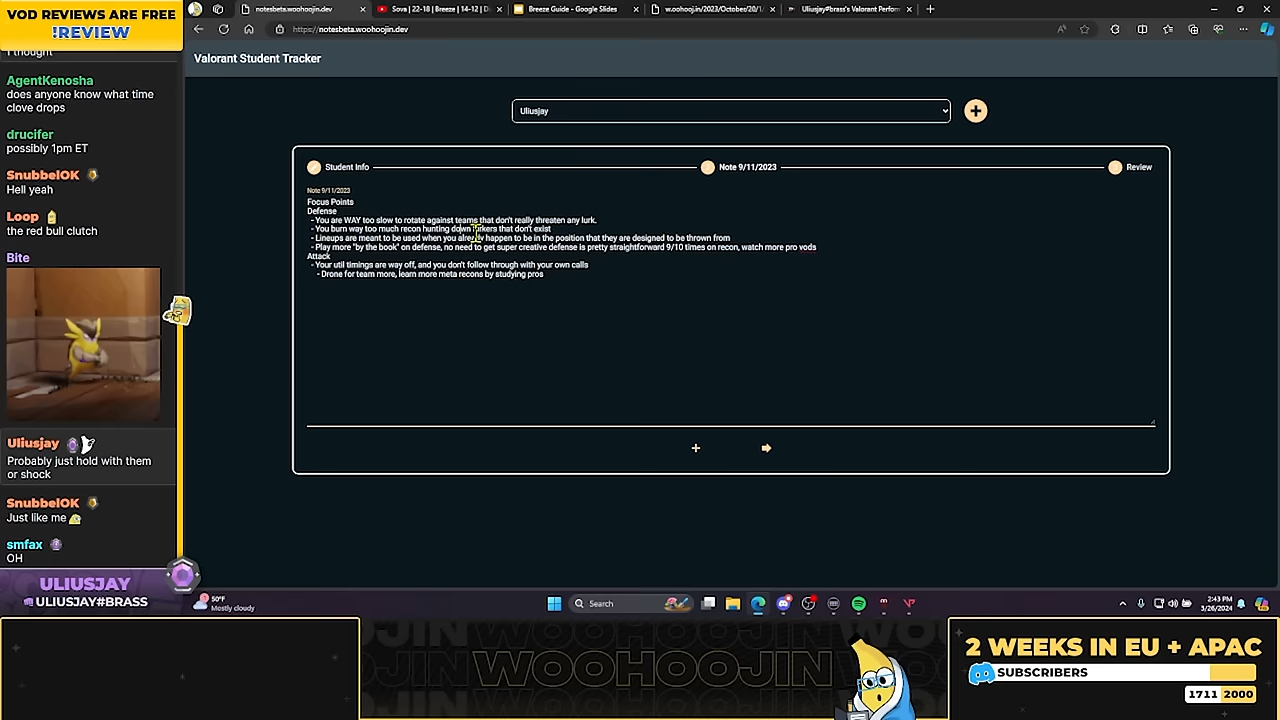 VOD REVIEWS ARE FREE
!REVIEW
I thought
AgentKenosha
does anyone know what time
clove drops
drucifer
possibly 1pm ET
SnubbelOK
Hell yeah
Loop
the red bull clutch
Bite
Uliusjay
Probably just hold with them
or shock
SnubbelOK
Just like me
smfax
OH
ULIUSJAY
ULIUSJAY#BRASS
notesbeta.woohoojin.dev
Sova | 22-18 | Breeze | 14-12 | D
Breeze Guide - Google Slides
w.oohooj.in/2023/October/20/1
Uliusjay#brass's Valorant Perfor
https://notesbeta.woohoojin.dev
Valorant Student Tracker
Uliusjay
Student Info
Note 9/11/2023
Review
Note 9/11/2023
Focus Points
Defense
- You are WAY too slow to rotate against teams that don't really threaten any lurk.
- You burn way too much recon hunting down lurkers that don't exist
- Lineups are meant to be used when you already happen to be in the position that they are designed to be thrown from
- Play more "by the book" on defense, no need to get super creative defense is pretty straightforward 9/10 times on recon, watch more pro vods
Attack
- Your util timings are way off, and you don't follow through with your own calls
- Drone for team more, learn more meta recons by studying pros
50°F
Mostly cloudy
Search
2:43 PM
3/26/2024
WOOHOOJIN
2 WEEKS IN EU + APAC
SUBSCRIBERS
1711 2000